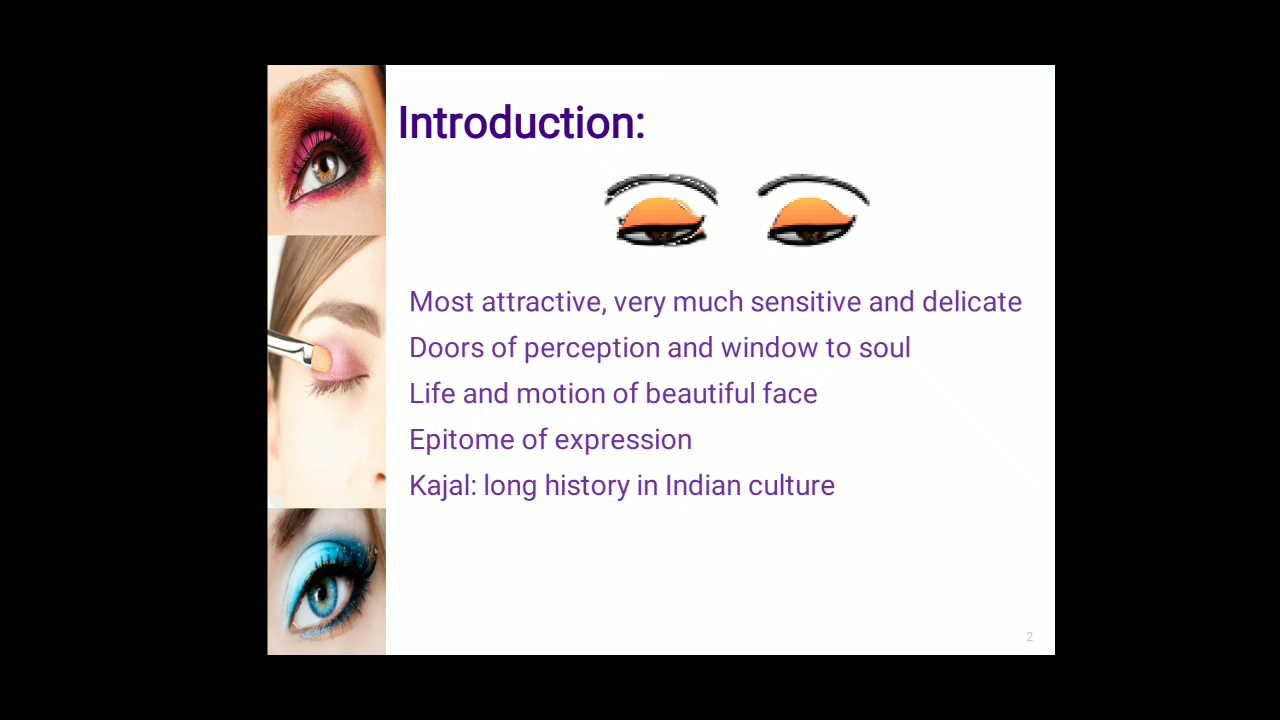 Introduction:
Most attractive, very much sensitive and delicate
Doors of perception and window to soul
Life and motion of beautiful face
Epitome of expression
Kajal: long history in Indian culture
2